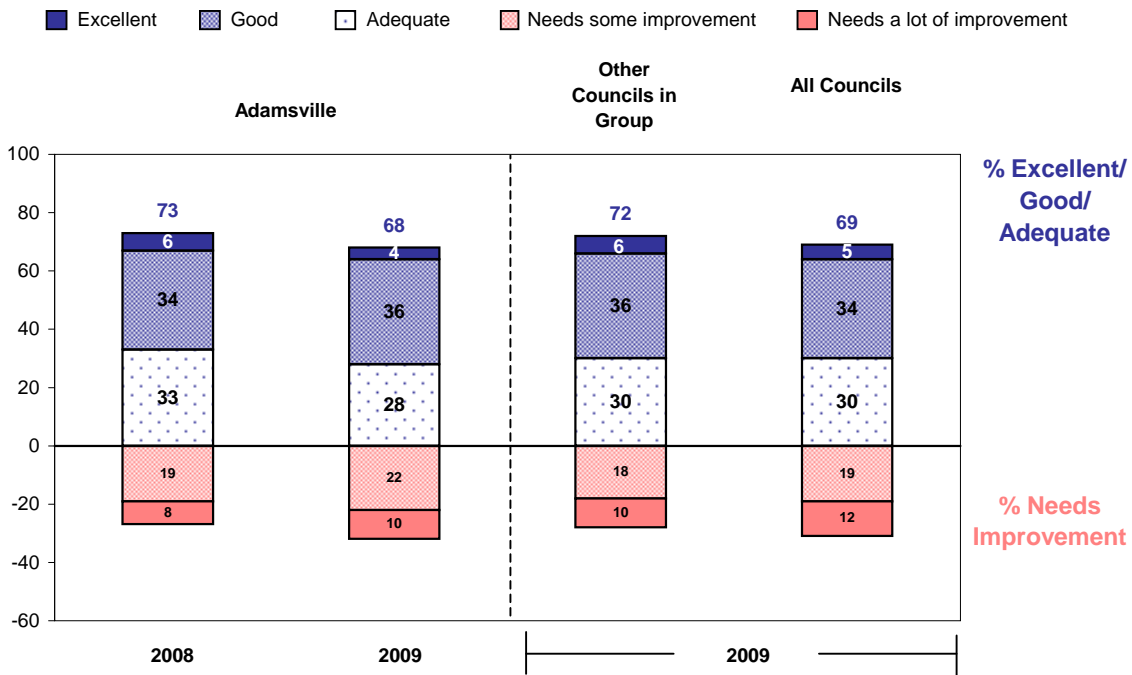 Excellent Good Adequate Needs some improvement Needs a lot of improvement
Adamsville
Other
Councils in
Group
All Councils
100
80
60
40
20
0
-20
-40
-60
73
6
34
33
19
8
68
4
36
28
22
10
72
6
36
30
18
10
69
5
34
30
19
12
% Excellent/
Good/
Adequate
% Needs
Improvement
2008 2009 2009